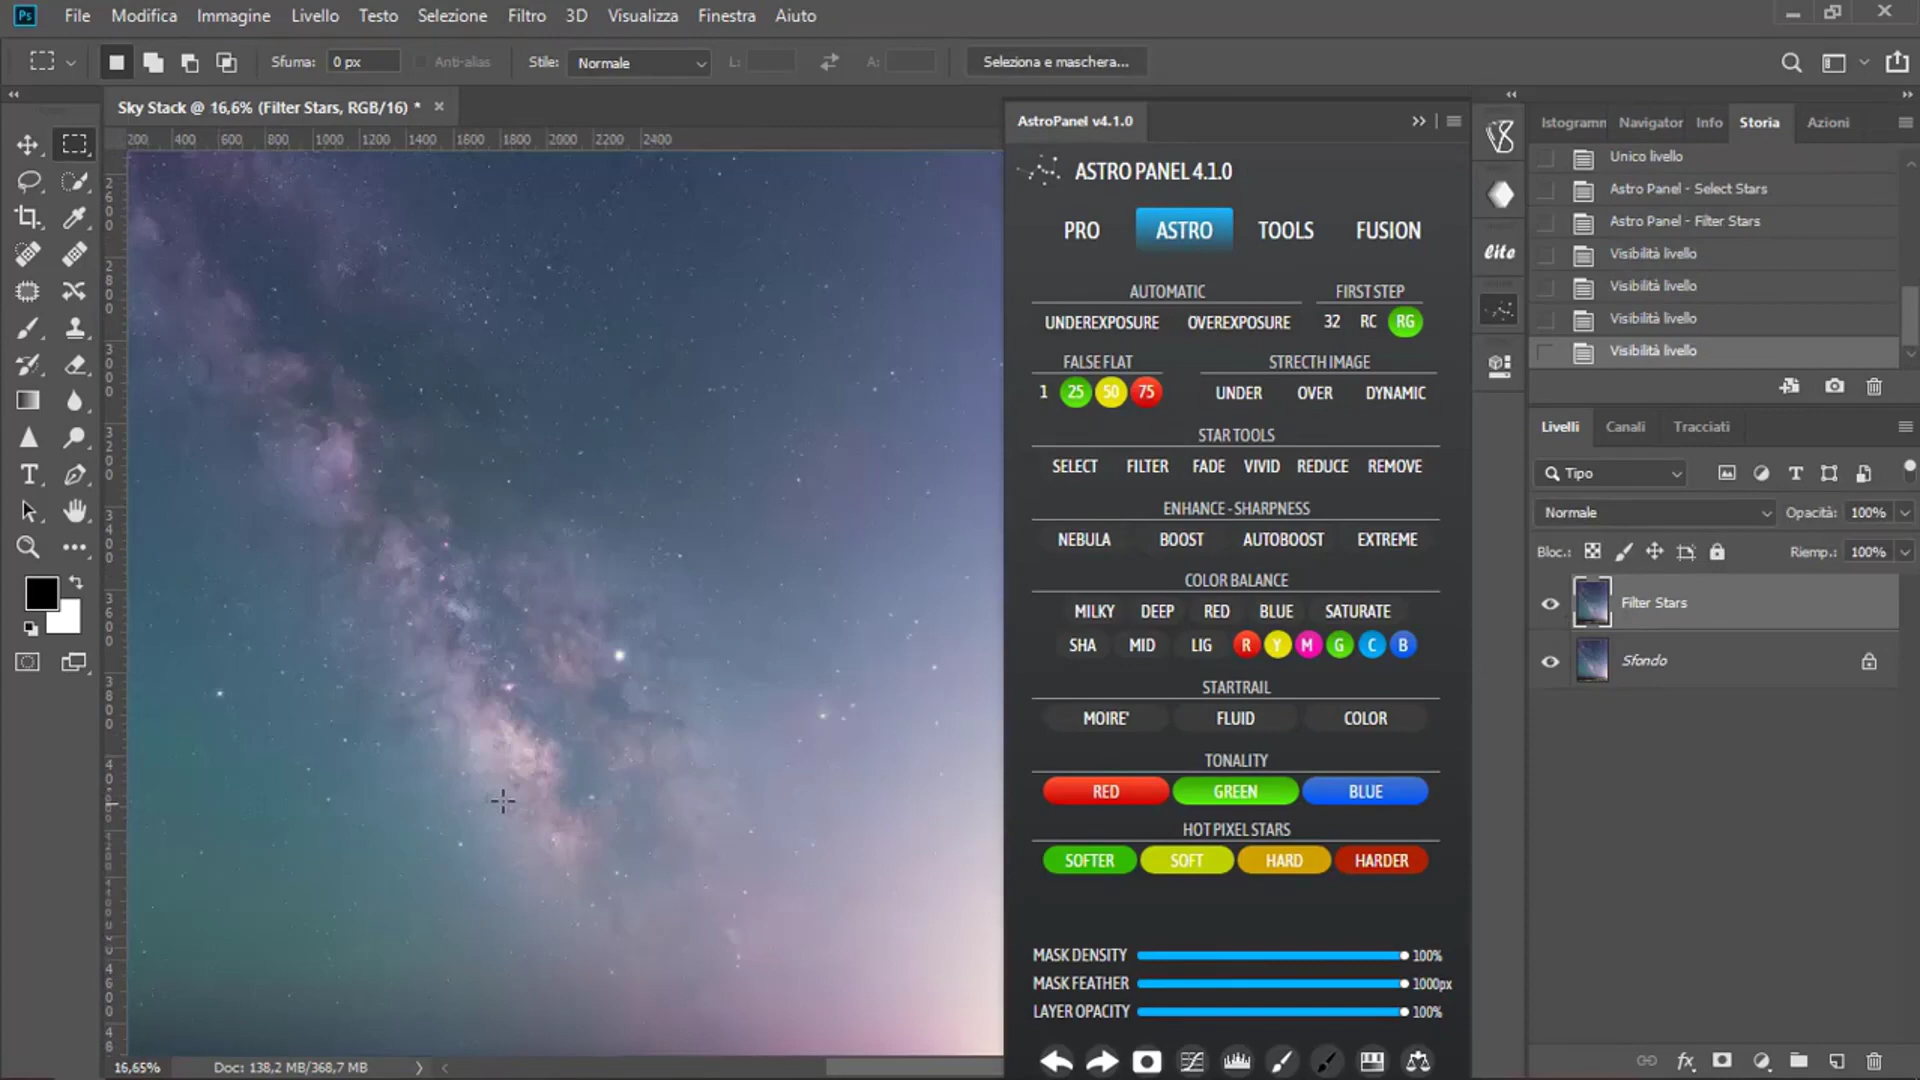 Ps File Modifica Immagine Livello Testo Selezione Filtro 3D Visualizza Finestra Aiuto
Sfuma: 0 px Anti-alias Stile: Normale L: A: Seleziona e maschera...
Sky Stack @ 16,6% (Filter Stars, RGB/16) *
200 400 600 800 1000 1200 1400 1600 1800 2000 2200 2400
AstroPanel v4.1.0
ASTRO PANEL 4.1.0
PRO ASTRO TOOLS FUSION
AUTOMATIC FIRST STEP
UNDEREXPOSURE OVEREXPOSURE 32 RC RG
FALSE FLAT STRECTH IMAGE
1 25 50 75 UNDER OVER DYNAMIC
STAR TOOLS
SELECT FILTER FADE VIVID REDUCE REMOVE
ENHANCE - SHARPNESS
NEBULA BOOST AUTOBOOST EXTREME
COLOR BALANCE
MILKY DEEP RED BLUE SATURATE
SHA MID LIG R Y M G C B
STARTRAIL
MOIRE' FLUID COLOR
TONALITY
RED GREEN BLUE
HOT PIXEL STARS
SOFTER SOFT HARD HARDER
MASK DENSITY 100%
MASK FEATHER 1000px
LAYER OPACITY 100%
lite
Istogramm Navigator Info Storia Azioni
Unico livello
Astro Panel - Select Stars
Astro Panel - Filter Stars
Visibilità livello
Visibilità livello
Visibilità livello
Visibilità livello
Livelli Canali Tracciati
Tipo
Normale Opacità: 100%
Bloc.: Riemp.: 100%
Filter Stars
Sfondo
16,65% Doc: 138,2 MB/368,7 MB